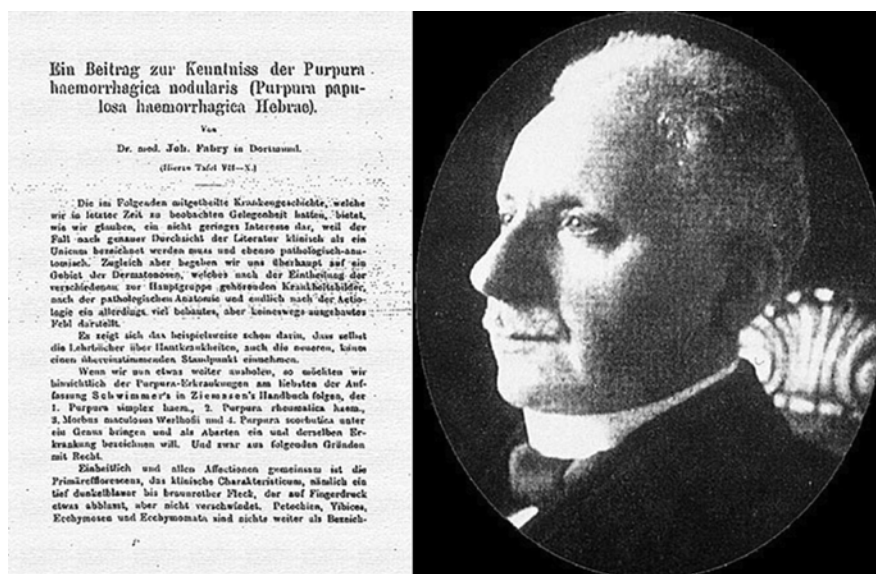 Ein Beitrag zur Kenntniss der Purpura
haemorrhagica nodularis (Purpura papu-
losa haemorrhagica Hebrae).
Von
Dr. med. Joh. Fabry in Dortmund.
(Hierzu Tafel VII—X.)
Die im Folgenden mitgetheilte Krankengeschichte, welche
wir in letzter Zeit zu beobachten Gelegenheit hatten, bietet,
wie wir glauben, ein nicht geringes Interesse dar, weil der
Fall nach genauer Durchsicht der Literatur klinisch als ein
Unicum bezeichnet werden muss und ebenso pathologisch-ana-
tomisch. Zugleich aber begeben wir uns überhaupt auf ein
Gebiet der Dermatonosen, welches nach der Eintheilung der
verschiedenen zur Hauptgruppe gehörenden Krankheitsbilder,
nach der pathologischen Anatomie und endlich nach der Aetio-
logie ein allerdings viel bebautes, aber keineswegs ausgebautes
Feld darstellt.
Es zeigt sich das beispielsweise schon darin, dass selbst
die Lehrbücher über Hautkrankheiten, auch die neueren, kaum
einen übereinstimmenden Standpunkt einnehmen.
Wenn wir nun etwas weiter ausholen, so möchten wir
hinsichtlich der Purpura-Erkrankungen am liebsten der Auf-
fassung Schwimmer's in Ziemssen's Handbuch folgen, der
1. Purpura simplex haem., 2. Purpura rheumatica haem.,
3. Morbus maculosus Werlhofii und 4. Purpura scorbutica unter
ein Genus bringen und als Abarten ein und derselben Er-
krankung bezeichnen will. Und zwar aus folgenden Gründen
mit Recht.
Einheitlich und allen Affectionen gemeinsam ist die
Primärefflorescenz, das klinische Charakteristicum, nämlich ein
tief dunkelblauer bis braunrother Fleck, der auf Fingerdruck
etwas abblasst, aber nicht verschwindet. Petechien, Vibices,
Ecchymosen und Ecchymomata sind nichts weiter als Bezeich-